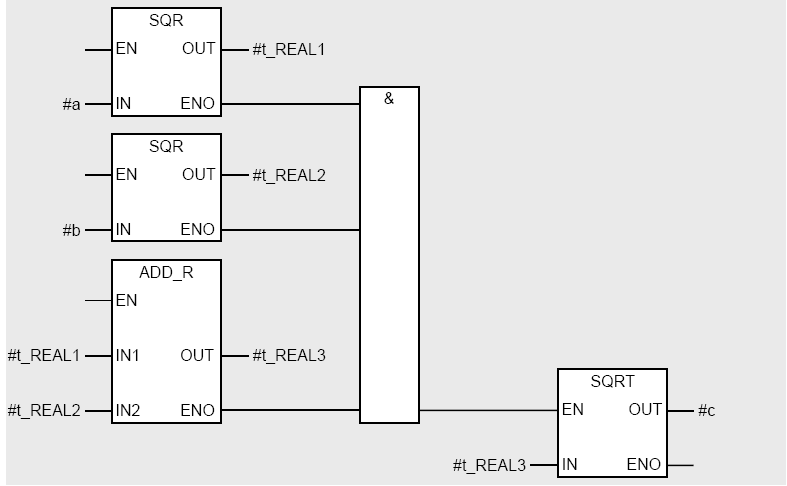 SQR
EN OUT #t_REAL1
#a IN ENO
&
SQR
EN OUT #t_REAL2
#b IN ENO
ADD_R
EN
#t_REAL1 IN1 OUT #t_REAL3
#t_REAL2 IN2 ENO
SQRT
EN OUT #c
#t_REAL3 IN ENO